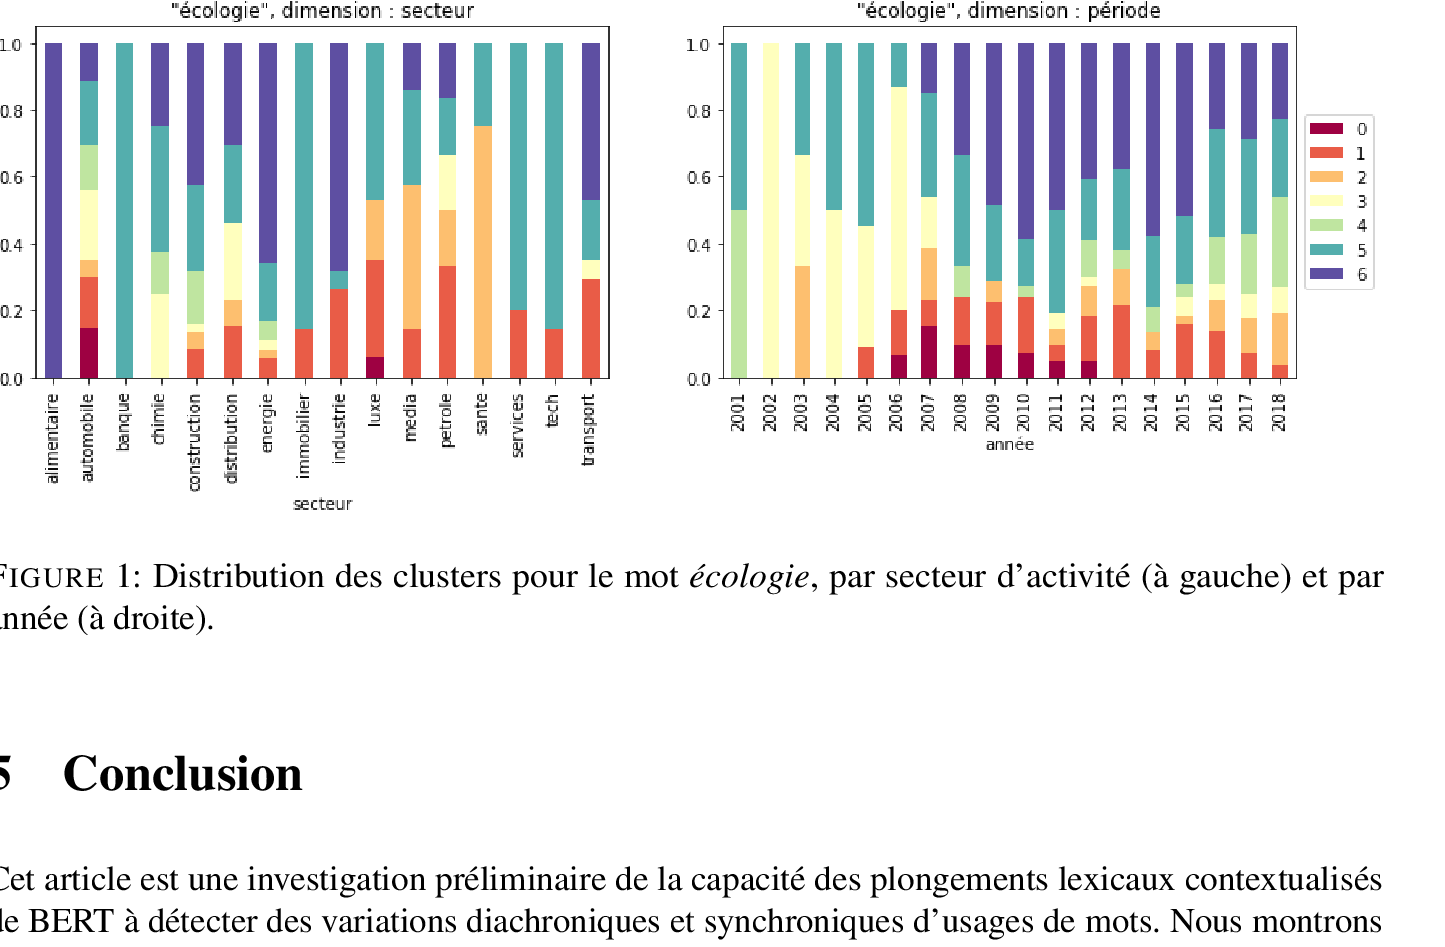 "écologie", dimension : secteur
1.0
0.8
0.6
0.4
0.2
0.0
alimentaire
automobile
banque
chimie
construction
distribution
energie
immobilier
industrie
luxe
media
petrole
sante
services
tech
transport
secteur
"écologie", dimension : période
1.0
0.8
0.6
0.4
0.2
0.0
2001
2002
2003
2004
2005
2006
2007
2008
2009
2010
2011
2012
2013
2014
2015
2016
2017
2018
année
0
1
2
3
4
5
6
FIGURE 1: Distribution des clusters pour le mot écologie, par secteur d'activité (à gauche) et par
année (à droite).
5 Conclusion
Cet article est une investigation préliminaire de la capacité des plongements lexicaux contextualisés
de BERT à détecter des variations diachroniques et synchroniques d'usages de mots. Nous montrons